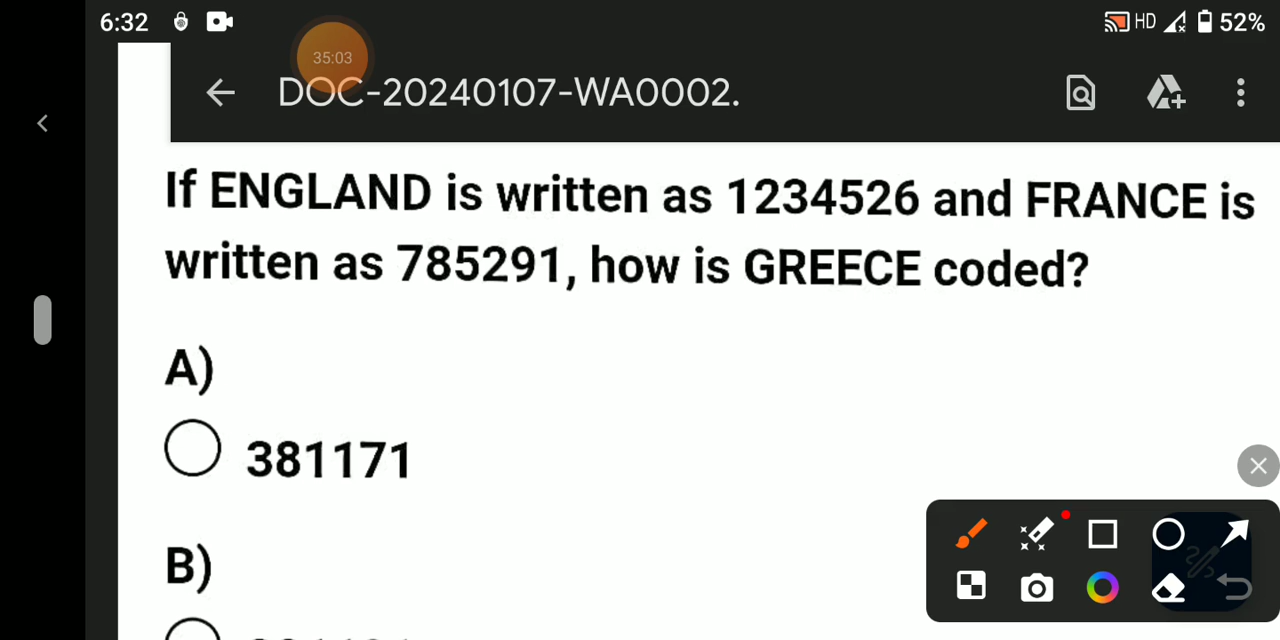 6:32
HD
52%
35:03
DOC-20240107-WA0002.
If ENGLAND is written as 1234526 and FRANCE is
written as 785291, how is GREECE coded?
A)
381171
B)